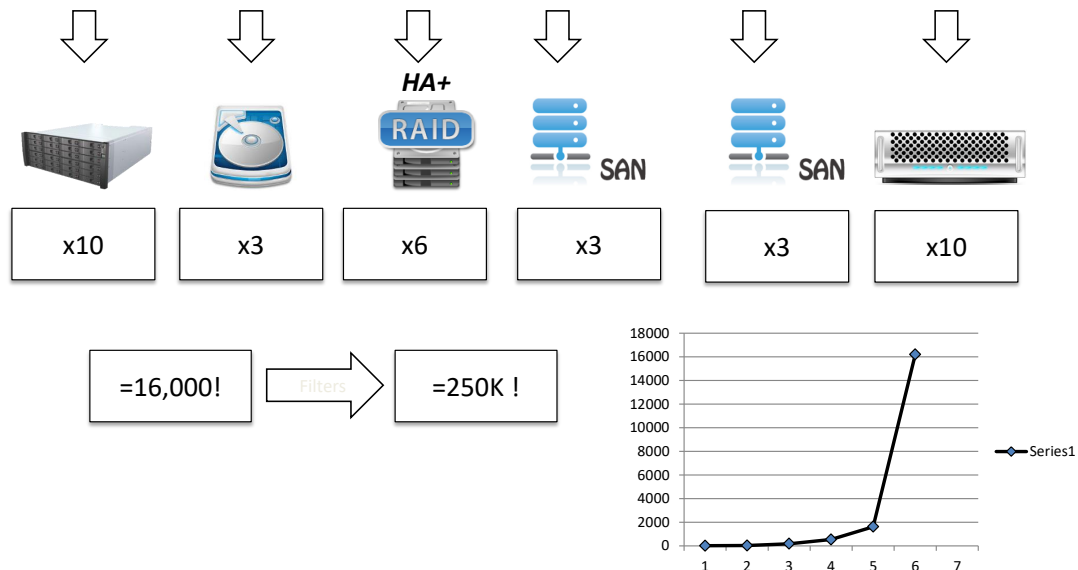 HA+
RAID
SAN
SAN
x10
x3
x6
x3
x3
x10
=16,000!
Filters
=250K !
18000
16000
14000
12000
10000
8000
6000
4000
2000
0
1 2 3 4 5 6 7
Series1